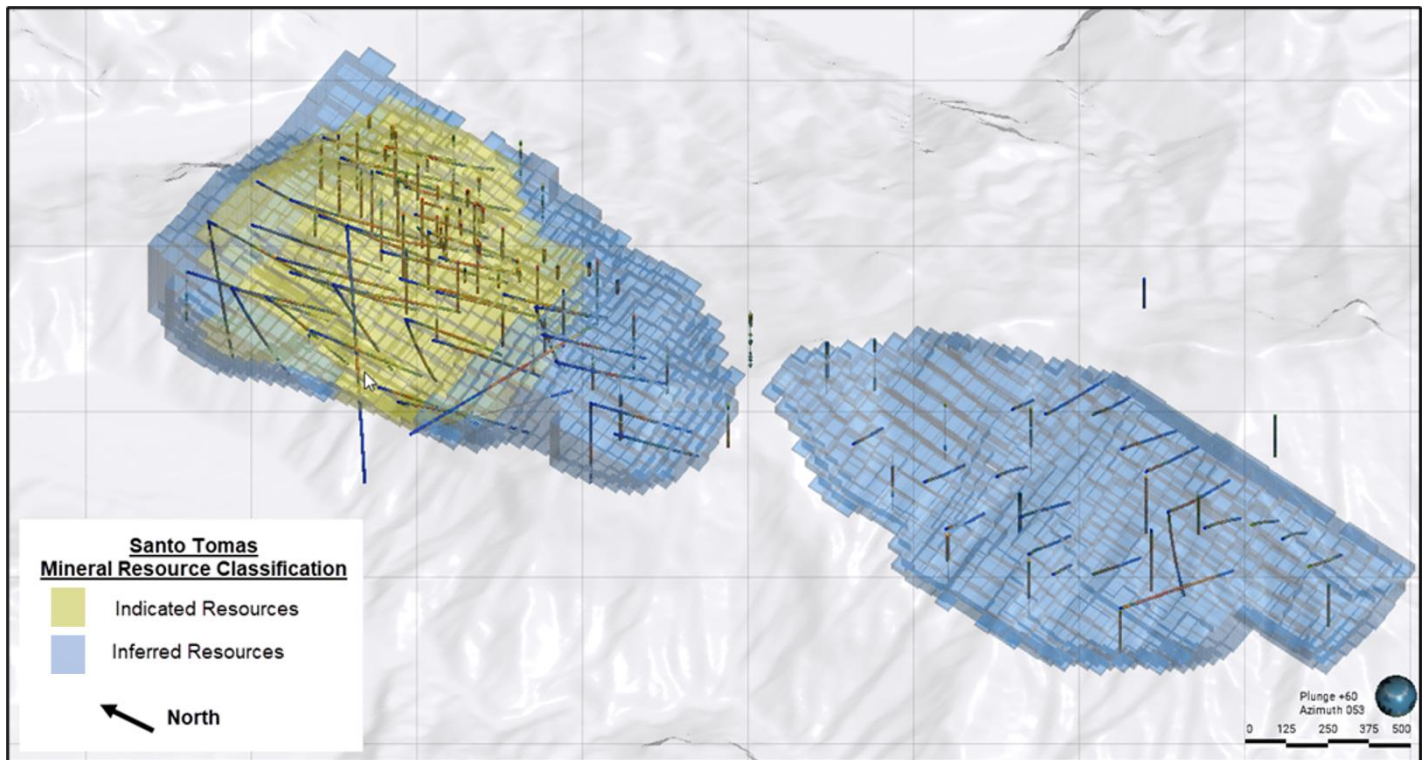 Santo Tomas
Mineral Resource Classification
Indicated Resources
Inferred Resources
North
Plunge +60
Azimuth 053
0 125 250 375 500